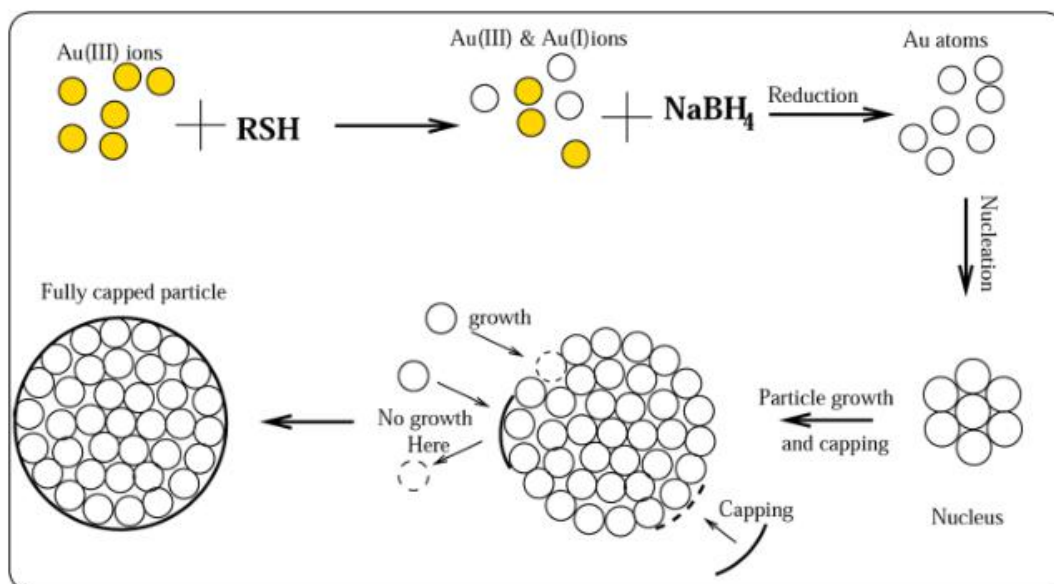 Au(III) ions
Au(III) & Au(I)ions
Au atoms
RSH
NaBH4
Reduction
Nucleation
Fully capped particle
growth
No growth
Here
Particle growth
and capping
Capping
Nucleus